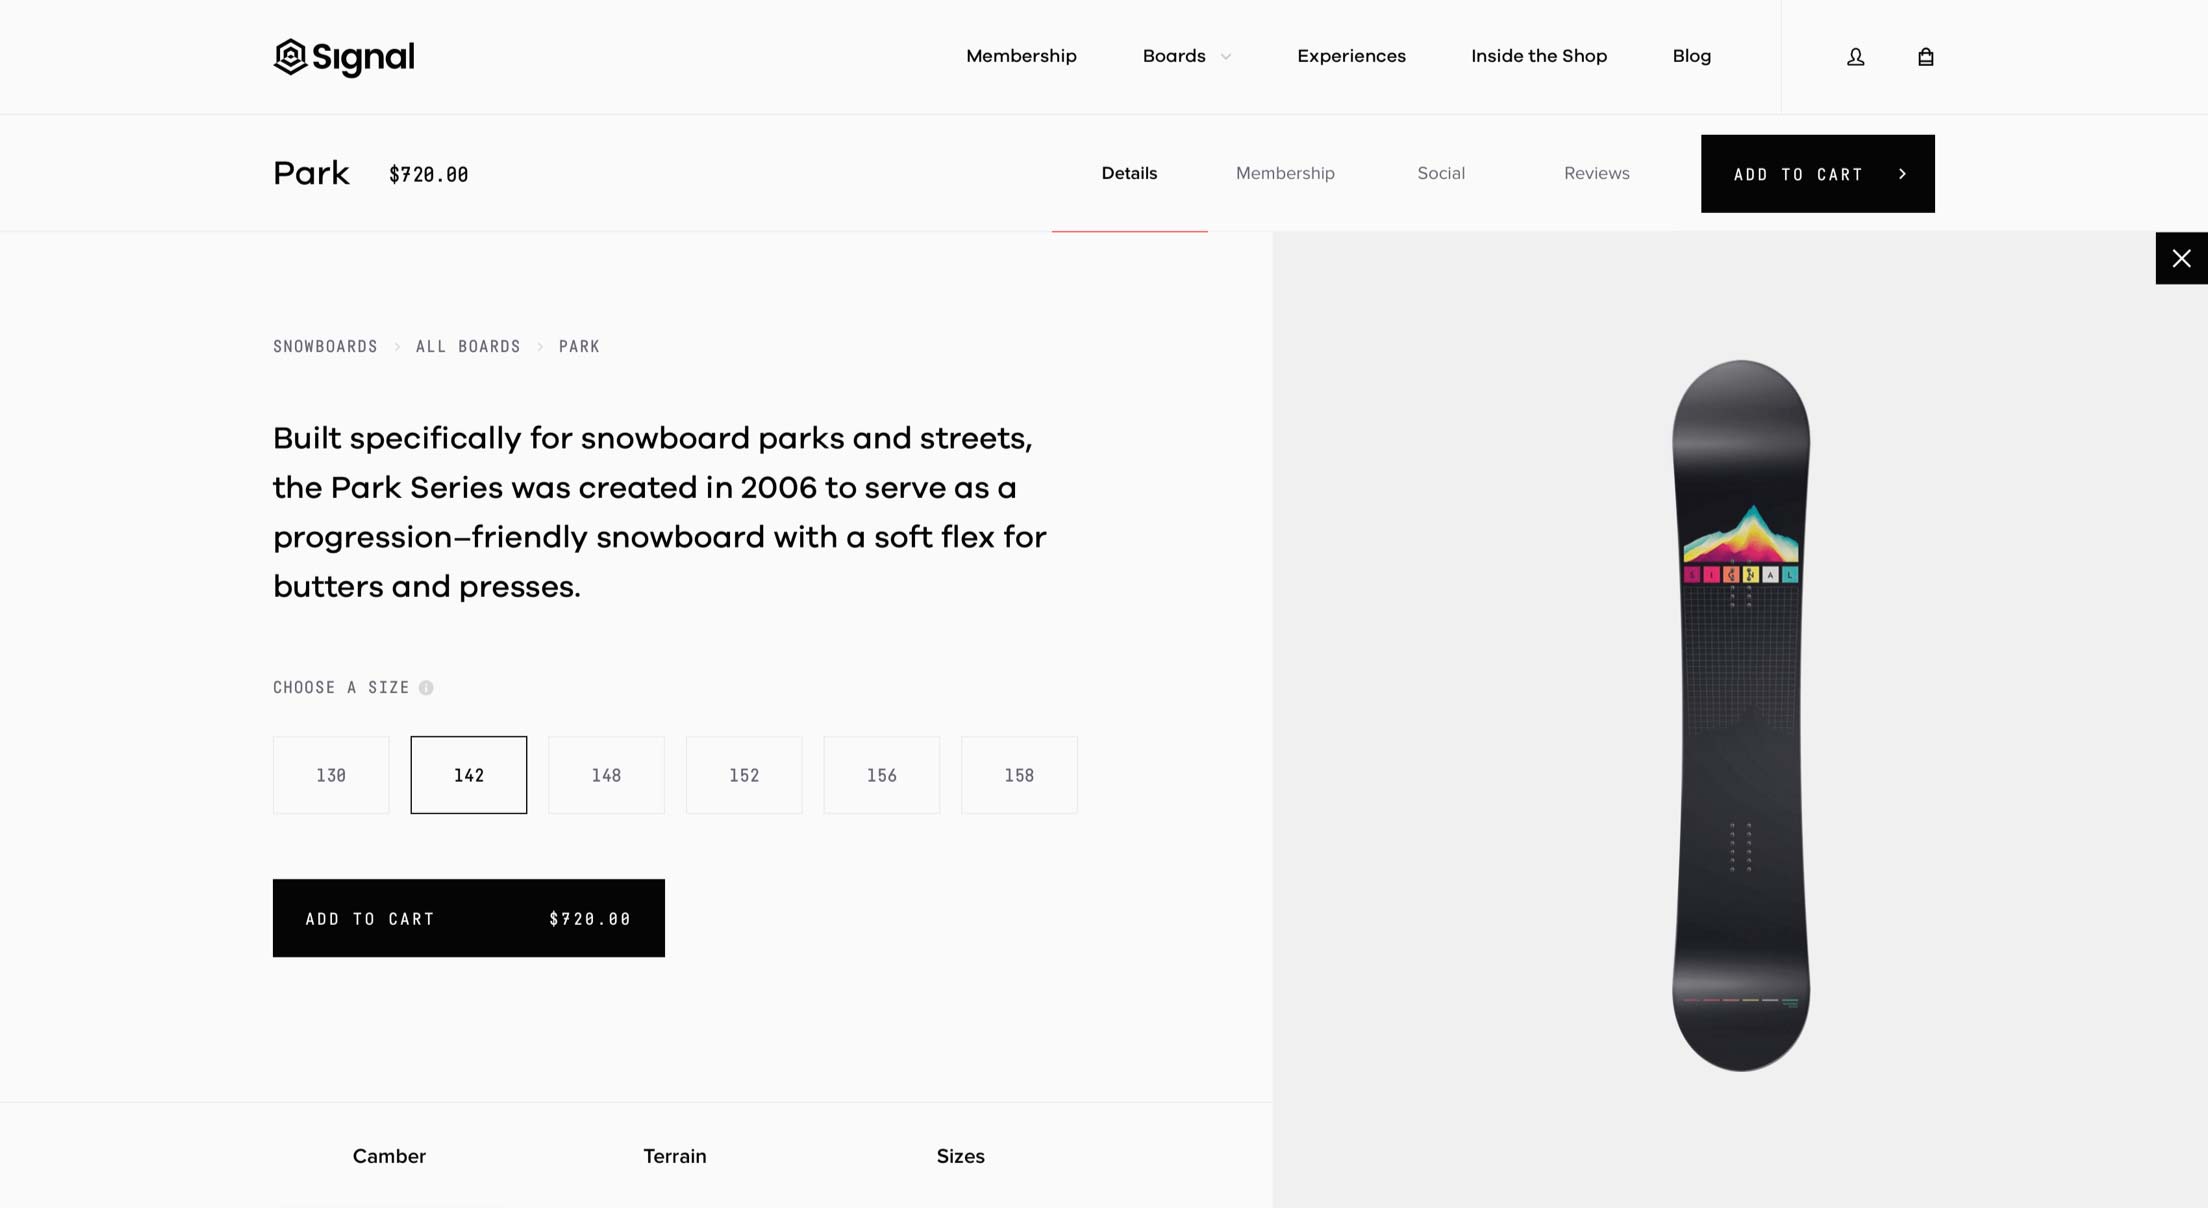 Signal
Membership Boards Experiences Inside the Shop Blog
Park $720.00 Details Membership Social Reviews ADD TO CART
SNOWBOARDS ALL BOARDS PARK
Built specifically for snowboard parks and streets,
the Park Series was created in 2006 to serve as a
progression–friendly snowboard with a soft flex for
butters and presses.
CHOOSE A SIZE
130 142 148 152 156 158
ADD TO CART $720.00
SIGNAL
Camber Terrain Sizes